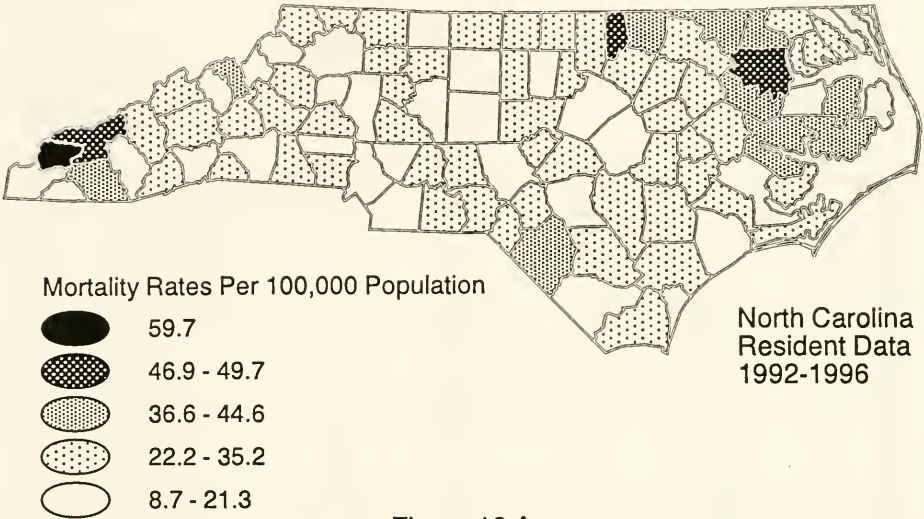 Mortality Rates Per 100,000 Population
59.7
46.9 - 49.7
36.6 - 44.6
22.2 - 35.2
8.7 - 21.3
North Carolina
Resident Data
1992-1996